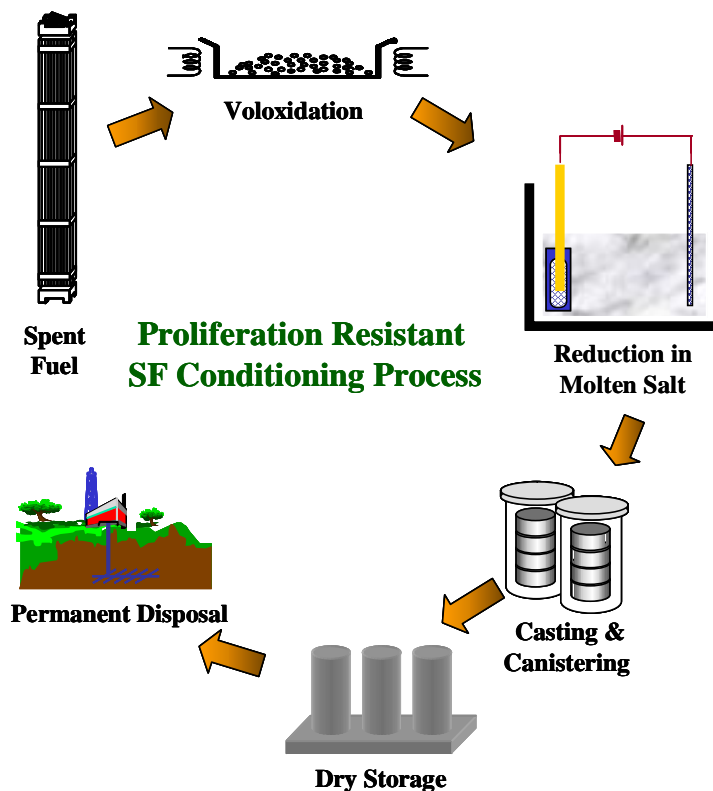 Voloxidation
Spent
Fuel
Proliferation Resistant
SF Conditioning Process
Reduction in
Molten Salt
Casting &
Canistering
Dry Storage
Permanent Disposal